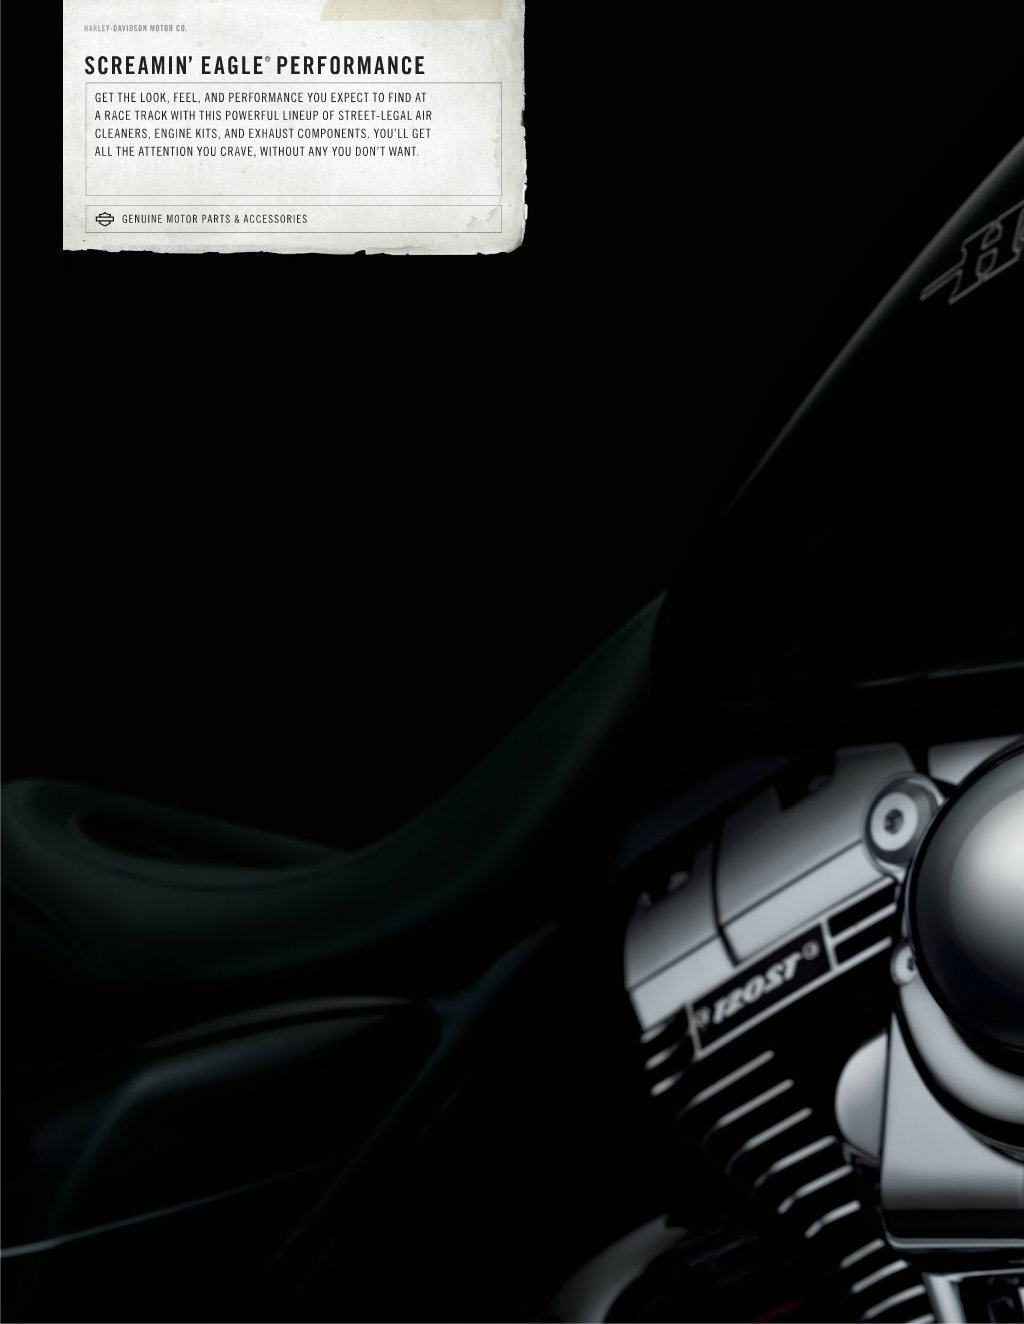 HARLEY-DAVIDSON MOTOR CO.
SCREAMIN' EAGLE® PERFORMANCE
GET THE LOOK, FEEL, AND PERFORMANCE YOU EXPECT TO FIND AT
A RACE TRACK WITH THIS POWERFUL LINEUP OF STREET-LEGAL AIR
CLEANERS, ENGINE KITS, AND EXHAUST COMPONENTS. YOU'LL GET
ALL THE ATTENTION YOU CRAVE, WITHOUT ANY YOU DON'T WANT.
GENUINE MOTOR PARTS & ACCESSORIES
H
120ST